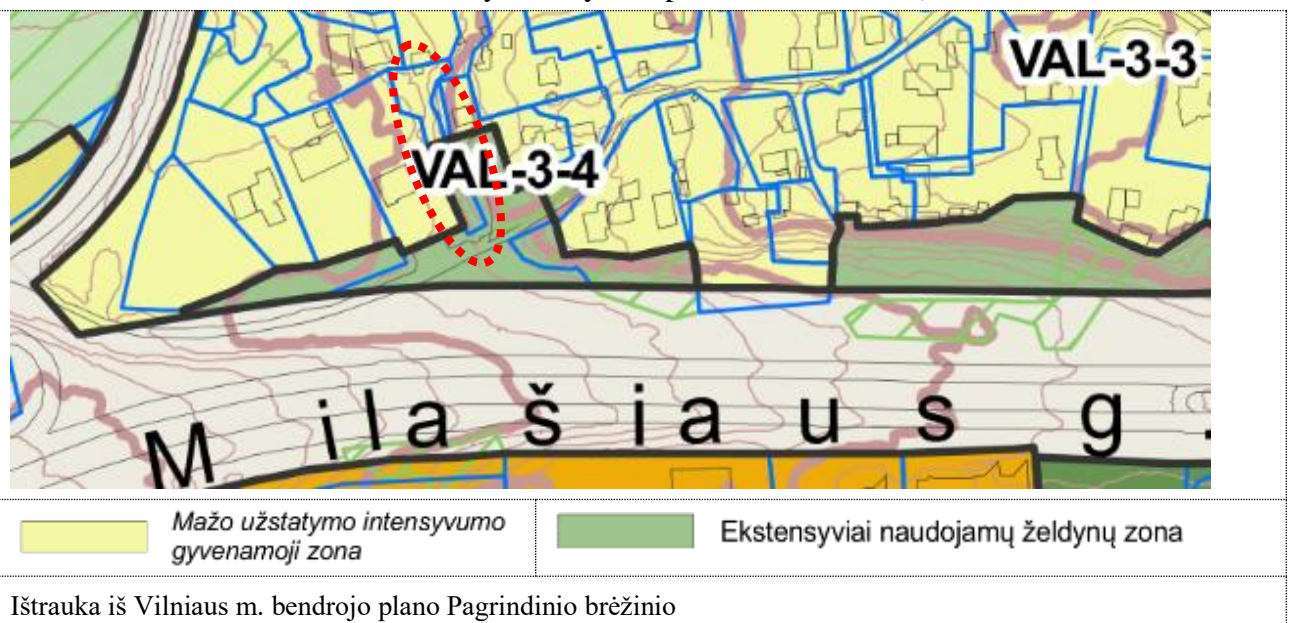 VAL-3-3
VAL-3-4
Milašiaus g.
Mažo užstatymo intensyvumo
gyvenamoji zona
Ekstensyviai naudojamų želdynų zona
Ištrauka iš Vilniaus m. bendrojo plano Pagrindinio brėžinio